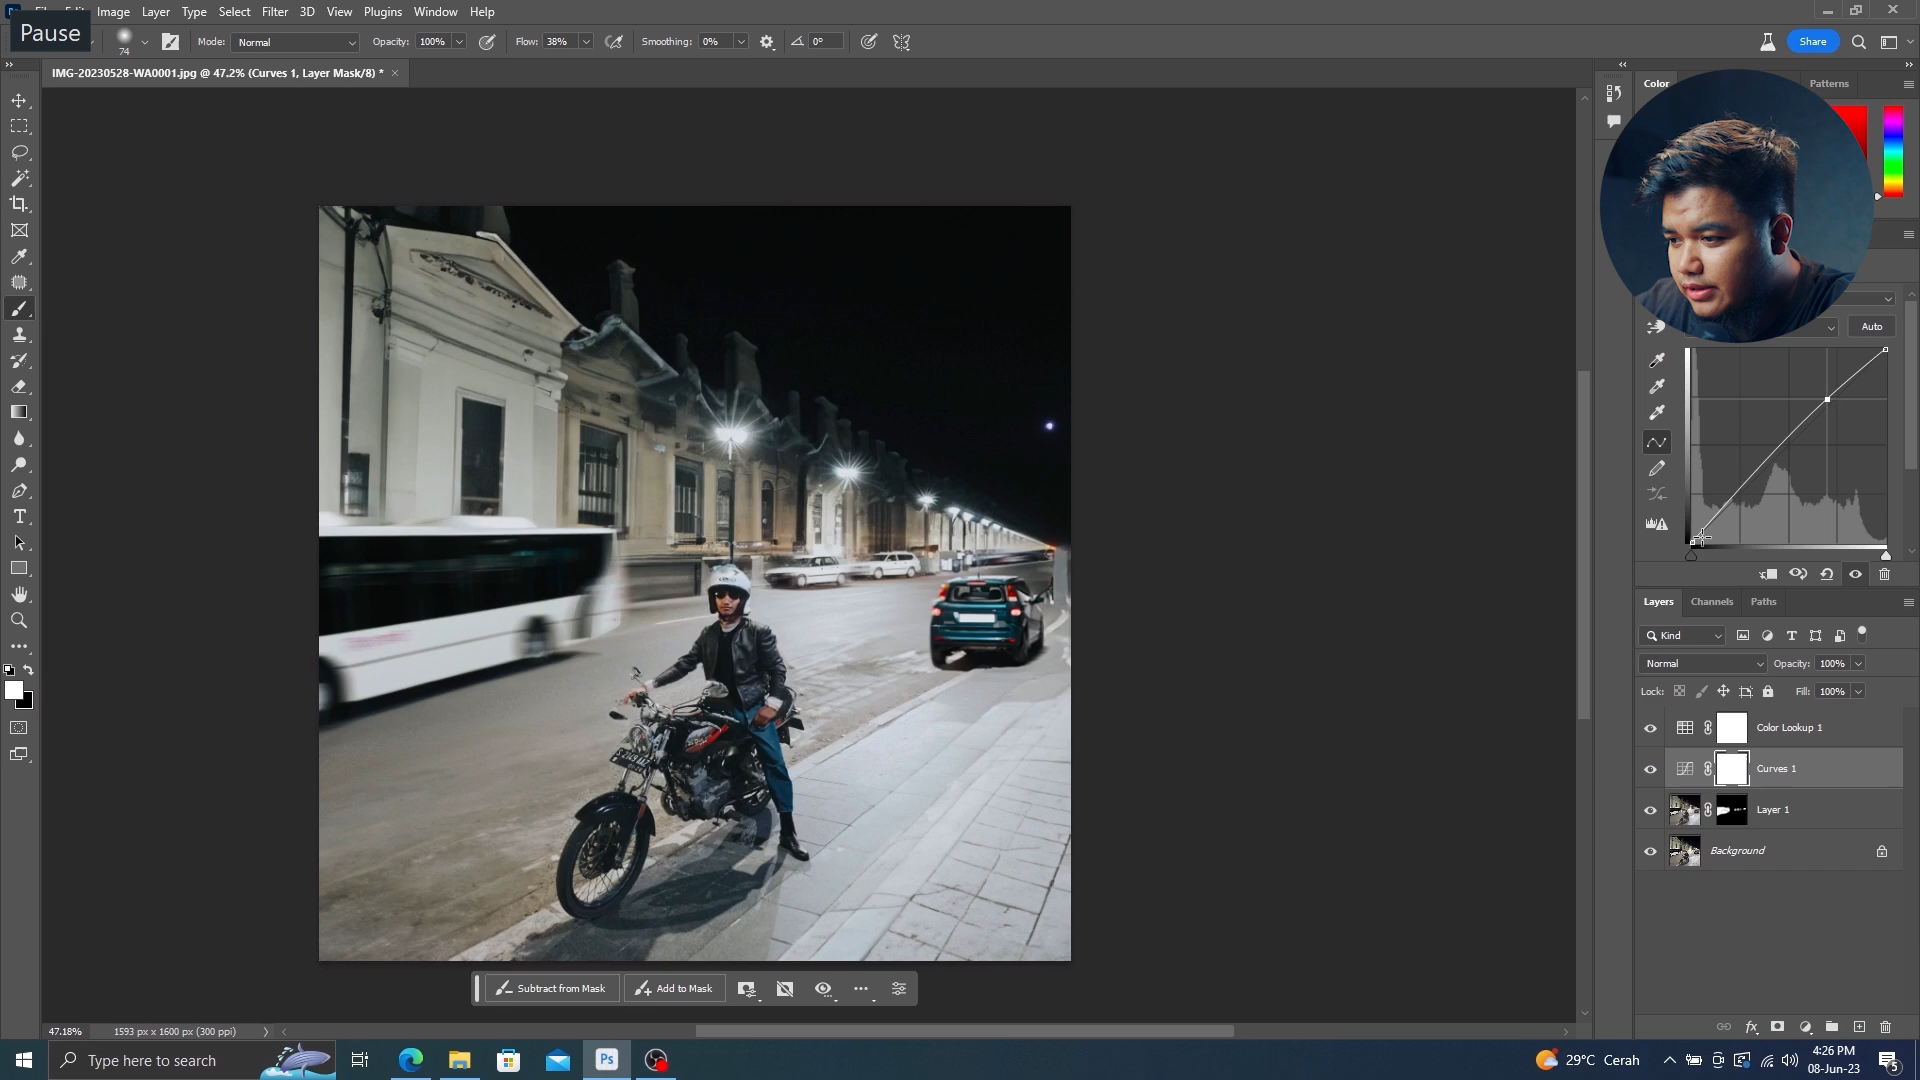 Pause
Image Layer Type Select Filter 3D View Plugins Window Help
74 Mode: Normal Opacity: 100% Flow: 38% Smoothing: 0% 0° Share
IMG-20230528-WA0001.jpg @ 47.2% (Curves 1, Layer Mask/8) * ×
Color Patterns
Auto
Layers Channels Paths
Kind
Normal Opacity: 100%
Lock: Fill: 100%
Color Lookup 1
Curves 1
Layer 1
Background
Subtract from Mask Add to Mask
47.18% 1593 px x 1600 px (300 ppi)
Type here to search
Ps
29°C Cerah
4:26 PM
08-Jun-23
5